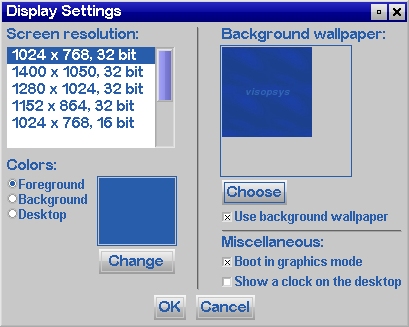 Display Settings
Screen resolution:
1024 x 768, 32 bit
1400 x 1050, 32 bit
1280 x 1024, 32 bit
1152 x 864, 32 bit
1024 x 768, 16 bit
Colors:
Foreground
Background
Desktop
Change
Background wallpaper:
visopsys
Choose
Use background wallpaper
Miscellaneous:
Boot in graphics mode
Show a clock on the desktop
OK
Cancel